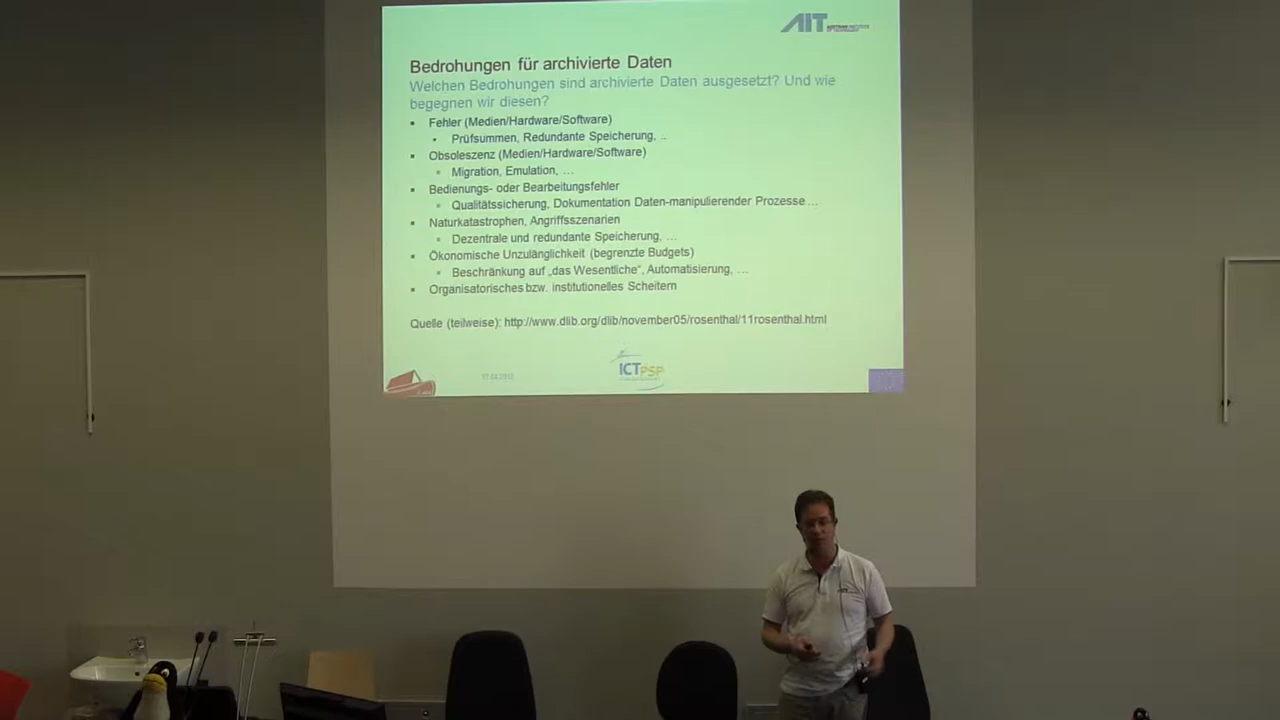 AIT
Bedrohungen für archivierte Daten
Welchen Bedrohungen sind archivierte Daten ausgesetzt? Und wie
begegnen wir diesen?
Fehler (Medien/Hardware/Software)
Prüfsummen, Redundante Speicherung, ..
Obsoleszenz (Medien/Hardware/Software)
Migration, Emulation, …
Bedienungs- oder Bearbeitungsfehler
Qualitätssicherung, Dokumentation Daten-manipulierender Prozesse …
Naturkatastrophen, Angriffsszenarien
Dezentrale und redundante Speicherung, …
Ökonomische Unzulänglichkeit (begrenzte Budgets)
Beschränkung auf „das Wesentliche“, Automatisierung, …
Organisatorisches bzw. institutionelles Scheitern
Quelle (teilweise): http://www.dlib.org/dlib/november05/rosenthal/11rosenthal.html
ICT PSP